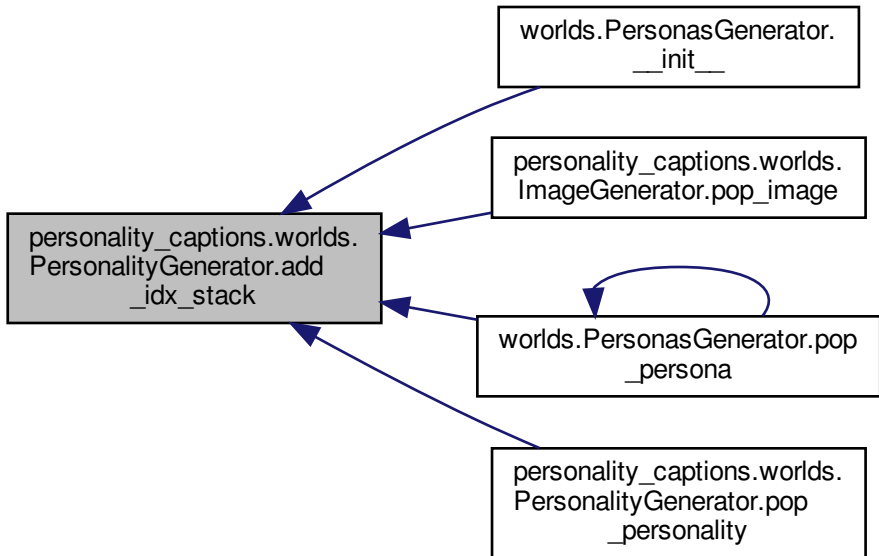 worlds.PersonasGenerator.
__init__
personality_captions.worlds.
ImageGenerator.pop_image
personality_captions.worlds.
PersonalityGenerator.add
_idx_stack
worlds.PersonasGenerator.pop
_persona
personality_captions.worlds.
PersonalityGenerator.pop
_personality